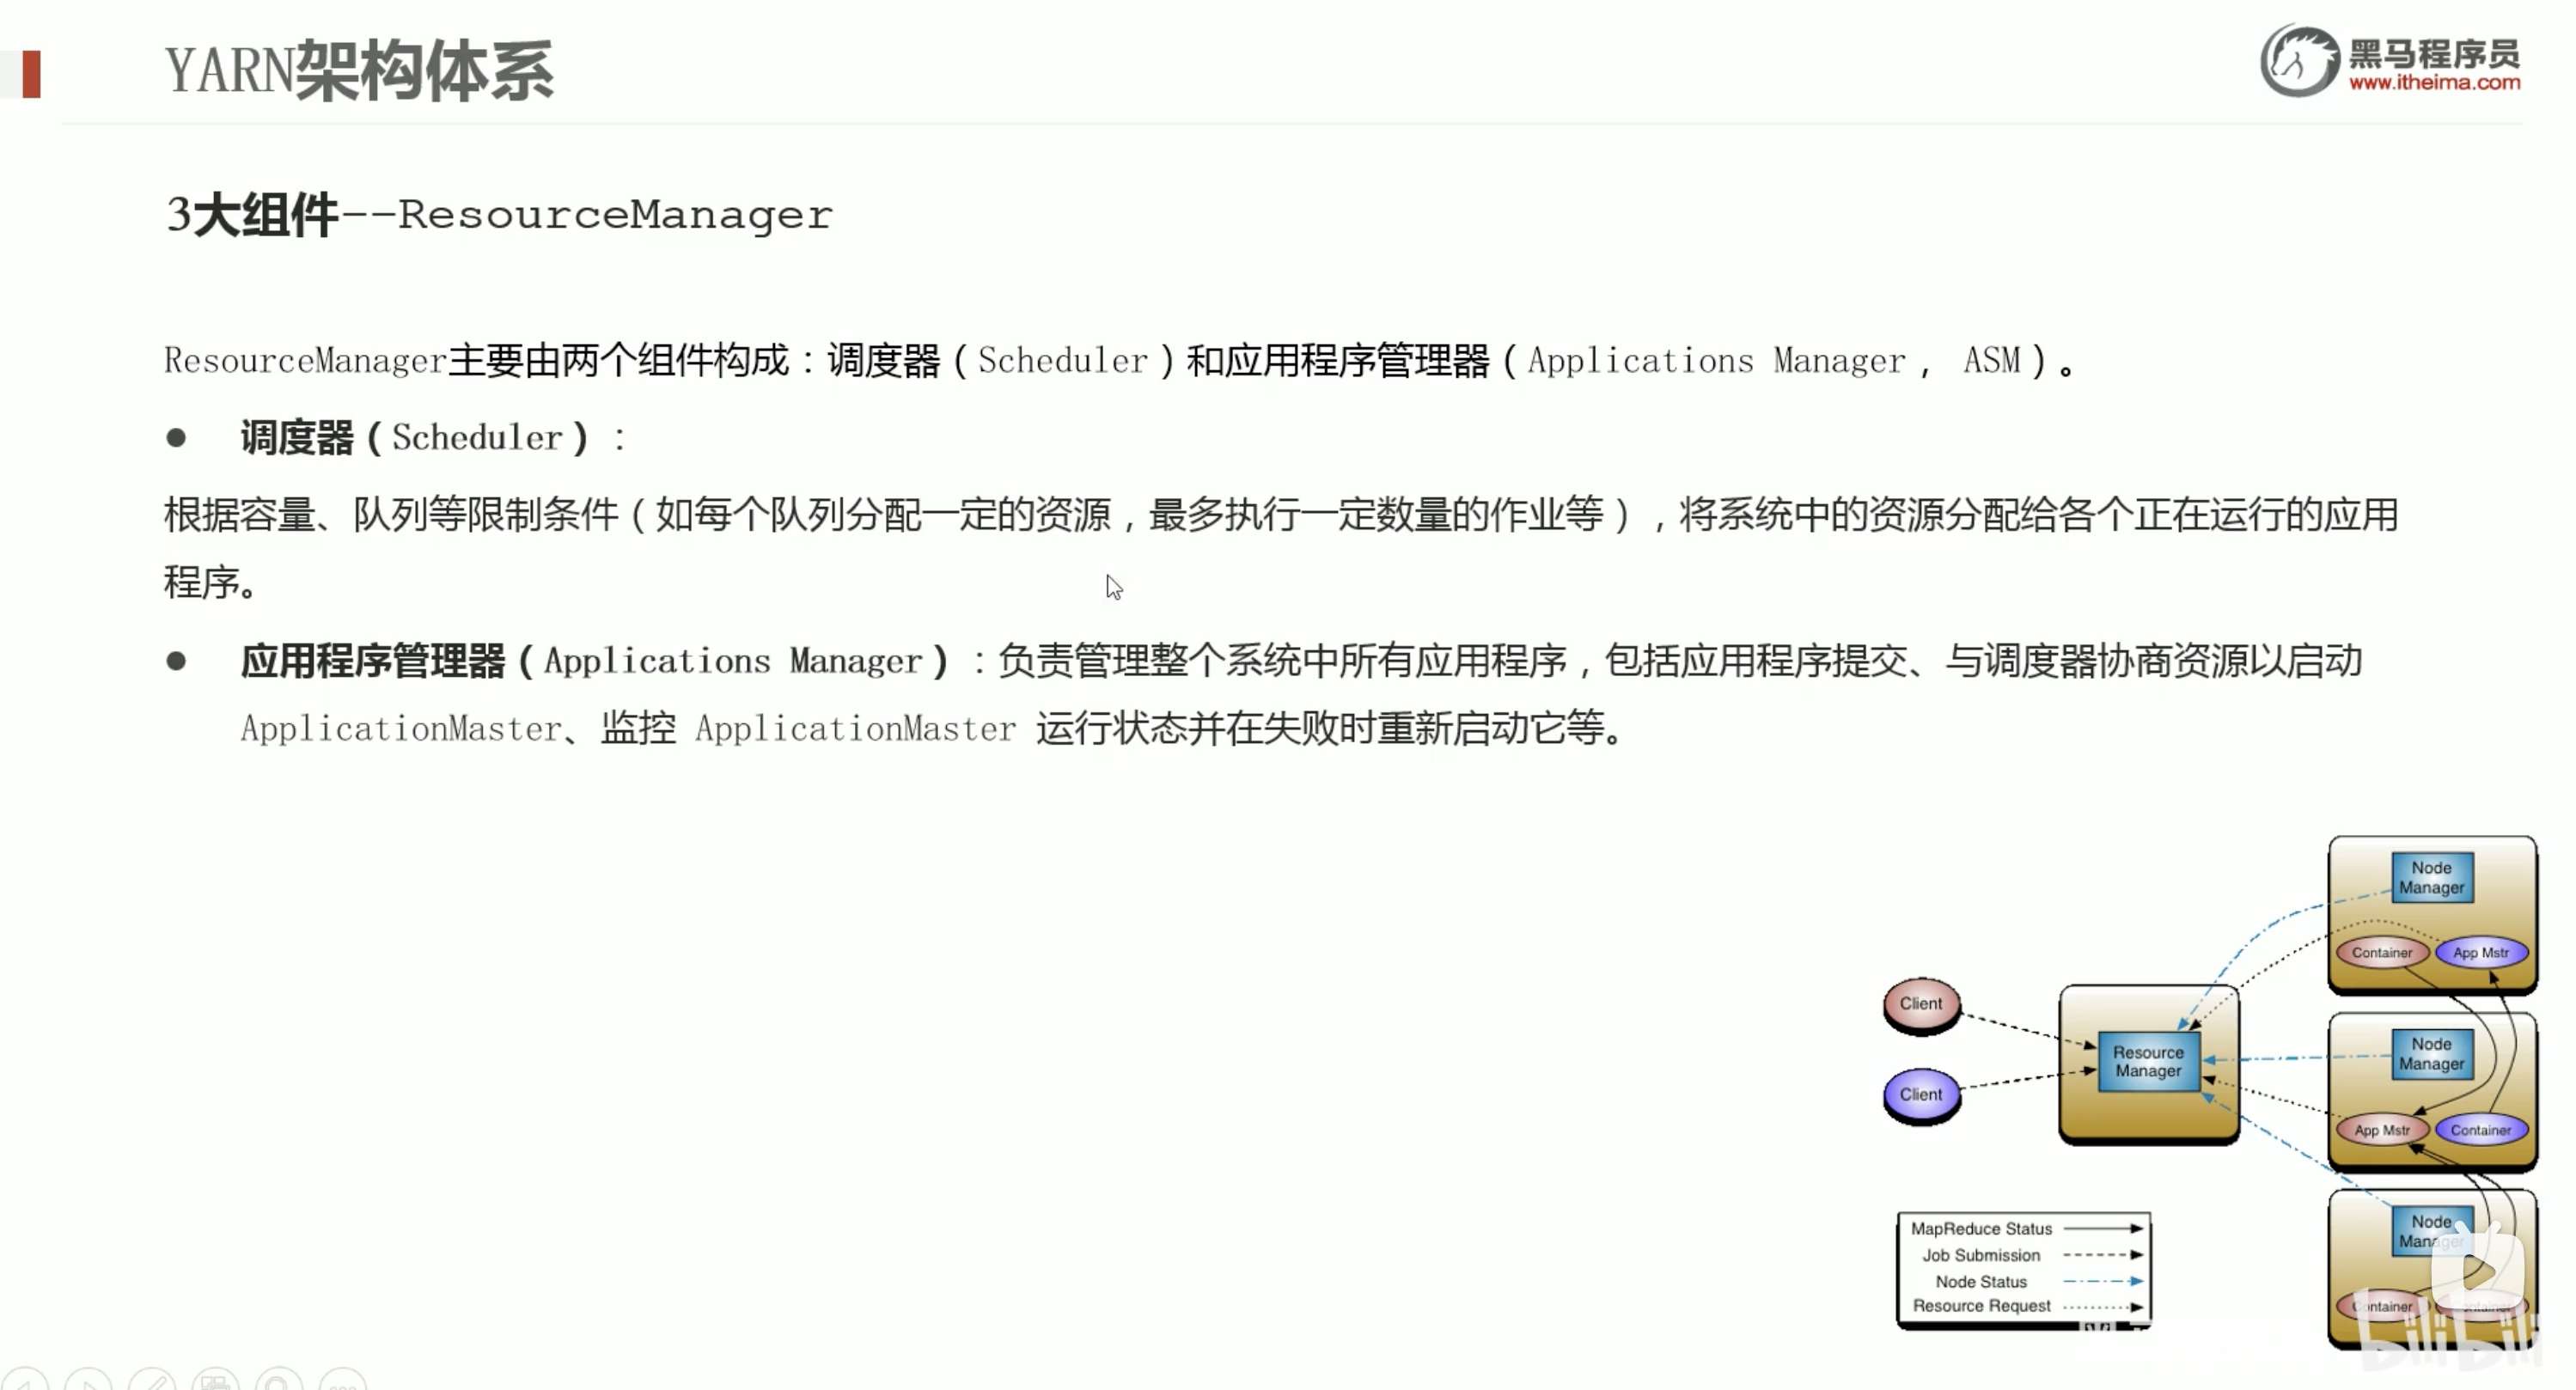 YARN架构体系
黑马程序员
www.itheima.com
3大组件--ResourceManager
ResourceManager主要由两个组件构成：调度器（Scheduler）和应用程序管理器（Applications Manager， ASM）。
● 调度器（Scheduler）：
根据容量、队列等限制条件（如每个队列分配一定的资源，最多执行一定数量的作业等），将系统中的资源分配给各个正在运行的应用
程序。
● 应用程序管理器（Applications Manager）：负责管理整个系统中所有应用程序，包括应用程序提交、与调度器协商资源以启动
ApplicationMaster、监控 ApplicationMaster 运行状态并在失败时重新启动它等。
Node
Manager
Container
App Mstr
Client
Client
Resource
Manager
Node
Manager
App Mstr
Container
Node
Manager
Container
Container
MapReduce Status
Job Submission
Node Status
Resource Request
bilibili